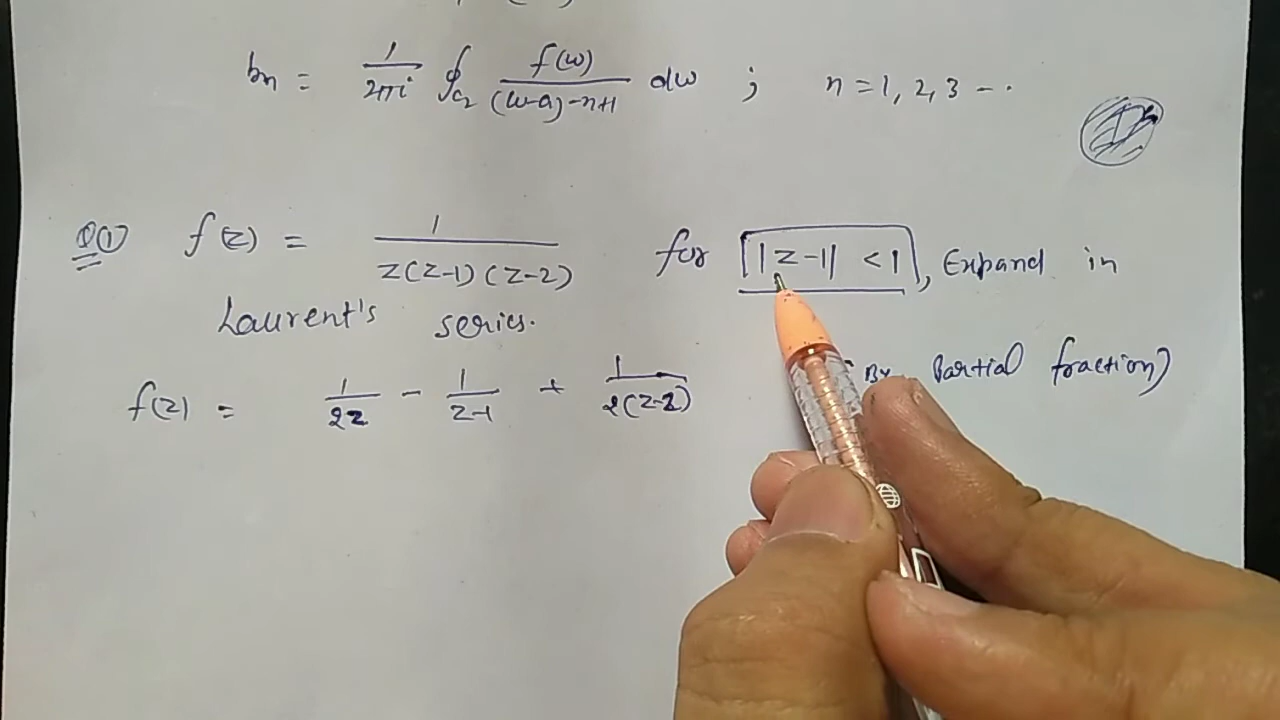 bn = 1/2πi ∮C2 f(w)/(w-a)-n+1 dw ; n = 1, 2, 3 -..
Q(1) f(z) = 1/z(z-1)(z-2) for |z-1| < 1, Expand in
Laurent's series.
f(z) = 1/2z - 1/z-1 + 1/2(z-2) By Partial fraction)